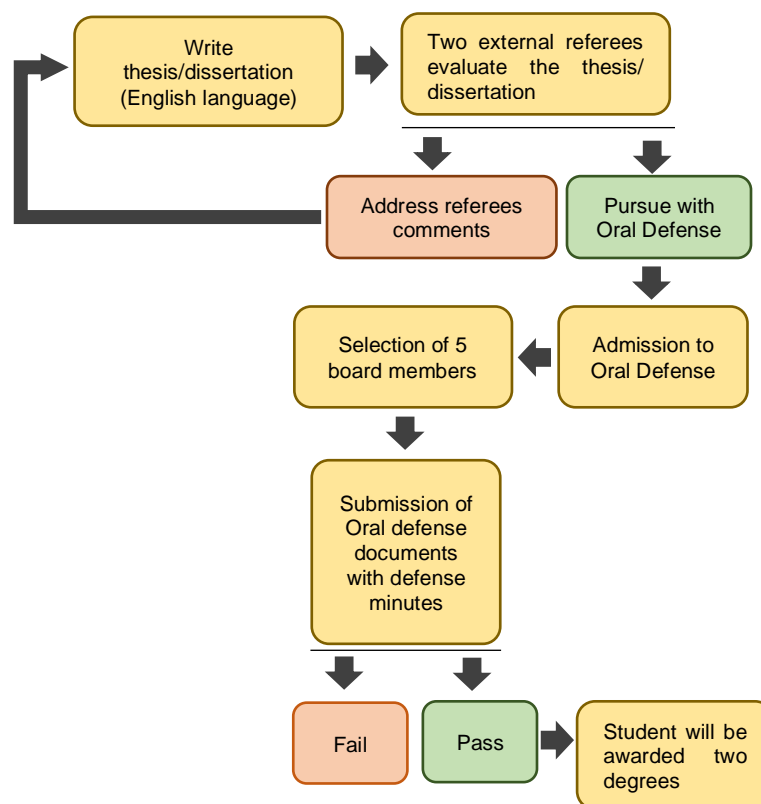 Write
thesis/dissertation
(English language)
Two external referees
evaluate the thesis/
dissertation
Address referees
comments
Pursue with
Oral Defense
Selection of 5
board members
Admission to
Oral Defense
Submission of
Oral defense
documents
with defense
minutes
Fail
Pass
Student will be
awarded two
degrees